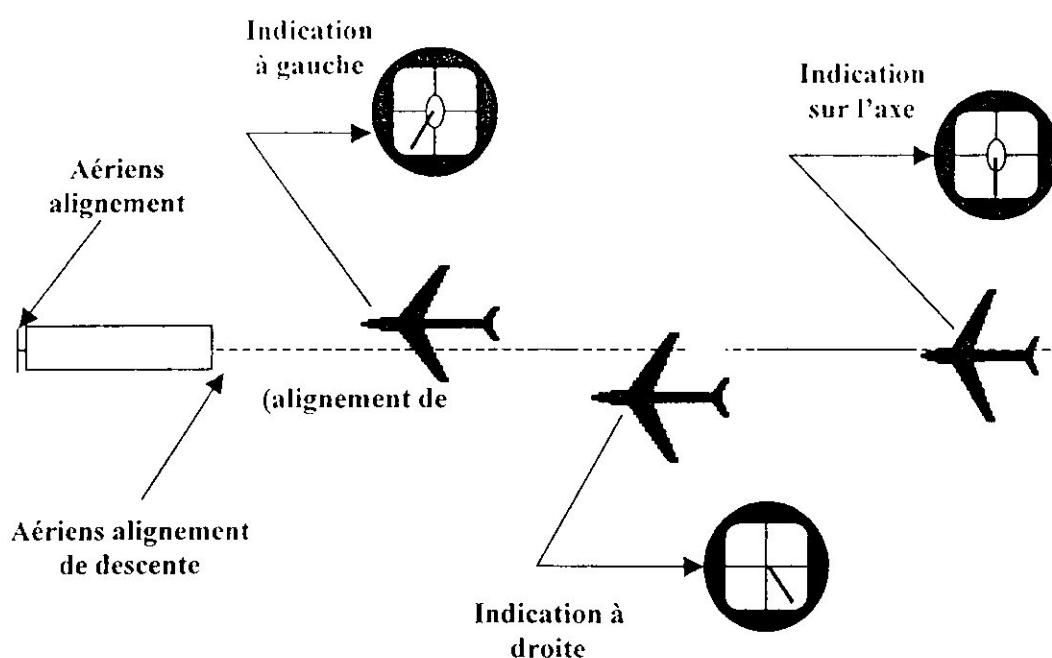 Indication
à gauche
Indication
sur l'axe
Aériens
alignement
(alignement de
Aériens alignement
de descente
Indication à
droite